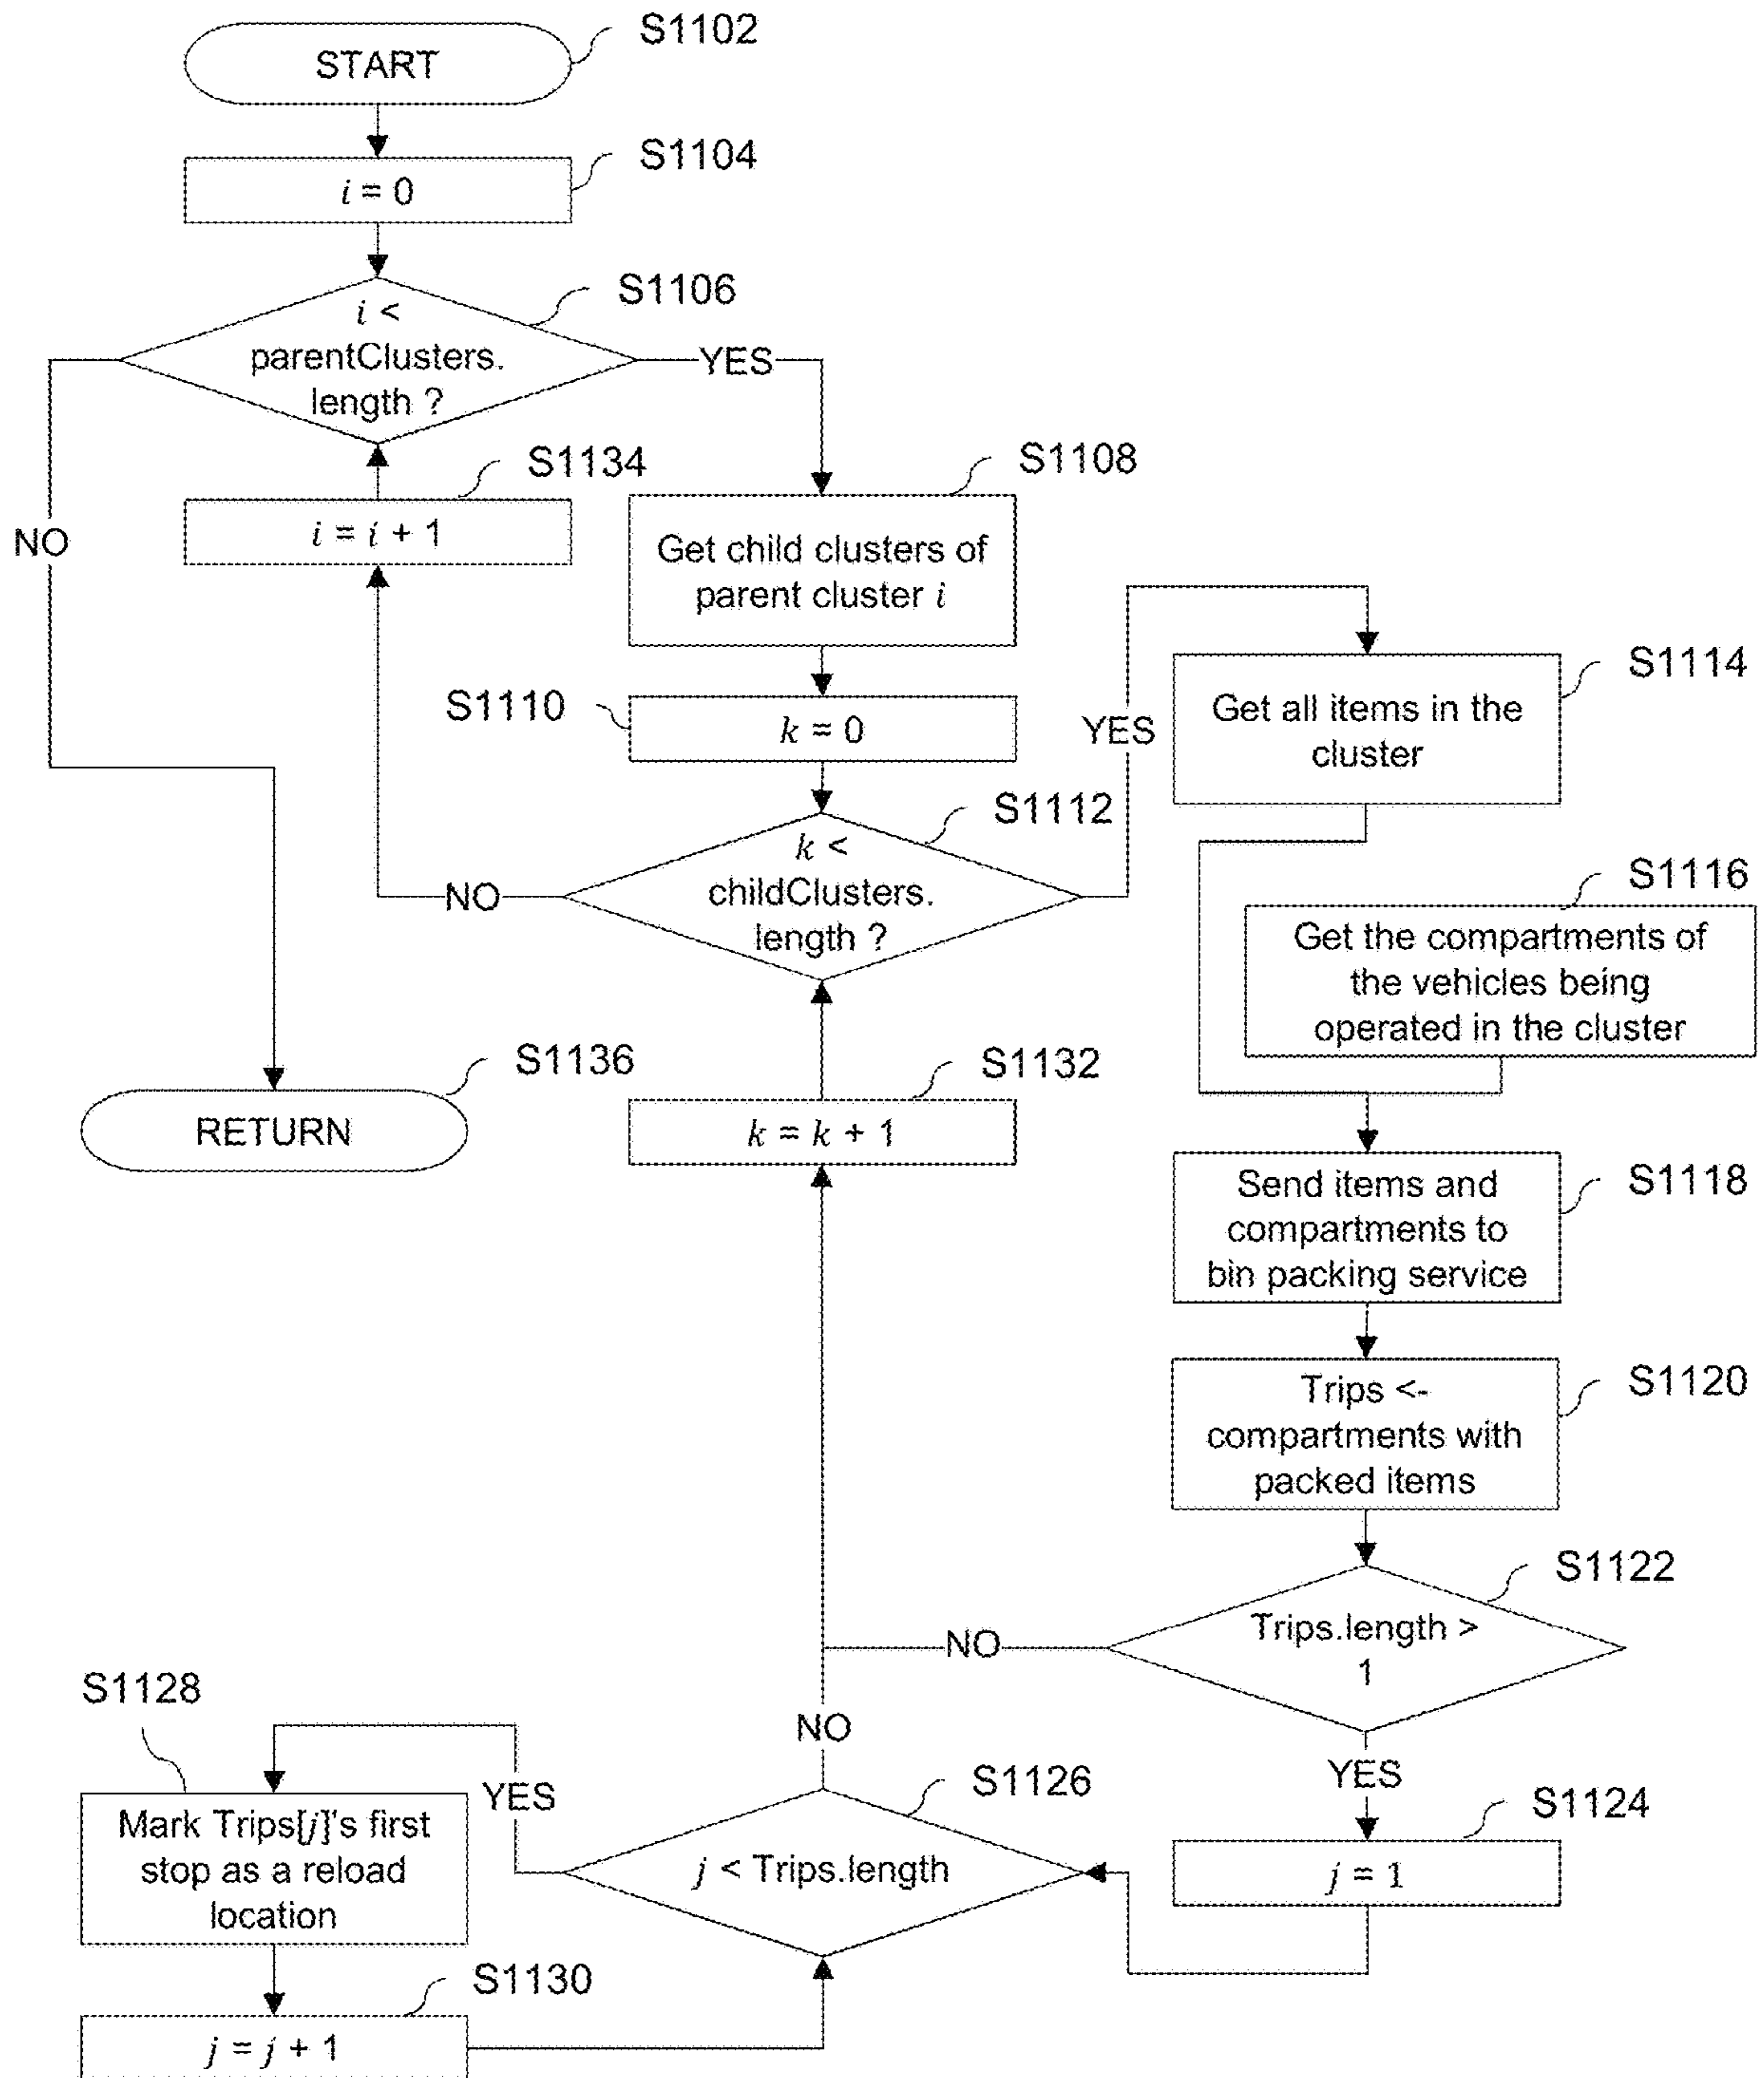 START
S1102
i = 0
S1104
i <
parentClusters.
length ?
S1106
YES
NO
i = i + 1
S1134
Get child clusters of
parent cluster i
S1108
k = 0
S1110
k <
childClusters.
length ?
S1112
NO
YES
Get all items in the
cluster
S1114
Get the compartments of
the vehicles being
operated in the cluster
S1116
RETURN
S1136
k = k + 1
S1132
Send items and
compartments to
bin packing service
S1118
Trips <-
compartments with
packed items
S1120
Trips.length >
1
S1122
NO
YES
j = 1
S1124
j < Trips.length
S1126
NO
YES
Mark Trips[j]'s first
stop as a reload
location
S1128
j = j + 1
S1130